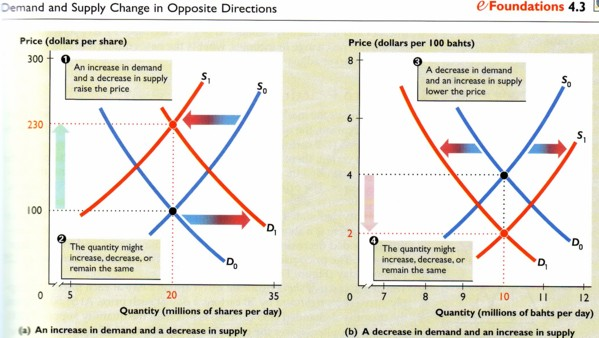 Demand and Supply Change in Opposite Directions
eFoundations 4.3
Price (dollars per share)
300
230
100
0
5
20
35
1
An increase in demand
and a decrease in supply
raise the price
S1
S0
D1
D0
2
The quantity might
increase, decrease, or
remain the same
Quantity (millions of shares per day)
(a) An increase in demand and a decrease in supply
Price (dollars per 100 bahts)
8
6
4
2
0
7
8
9
10
11
12
3
A decrease in demand
and an increase in supply
lower the price
S0
S1
D0
D1
4
The quantity might
increase, decrease, or
remain the same
Quantity (millions of bahts per day)
(b) A decrease in demand and an increase in supply